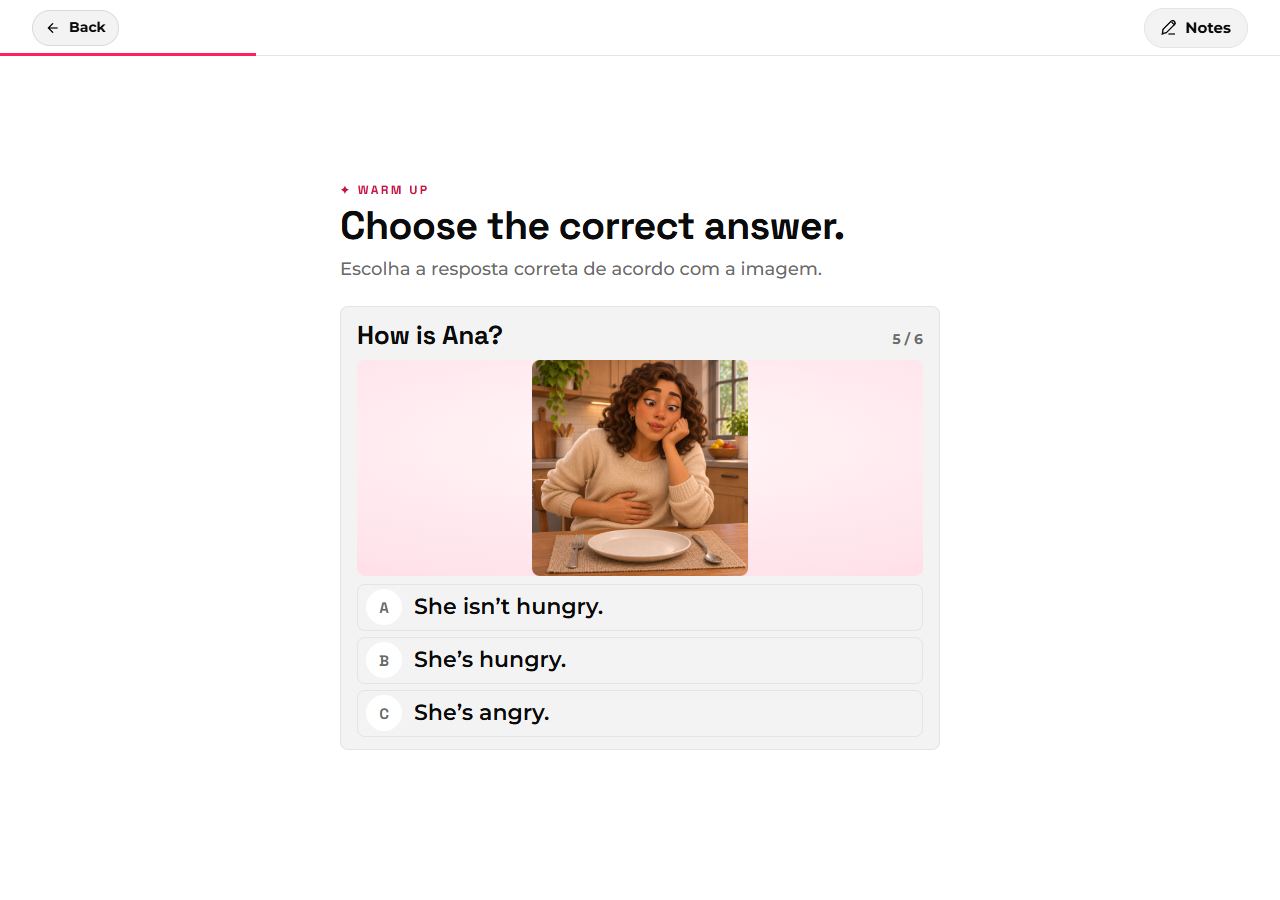 Back
Notes
✦ WARM UP
Choose the correct answer.
Escolha a resposta correta de acordo com a imagem.
How is Ana?
5 / 6
A She isn’t hungry.
B She’s hungry.
C She’s angry.